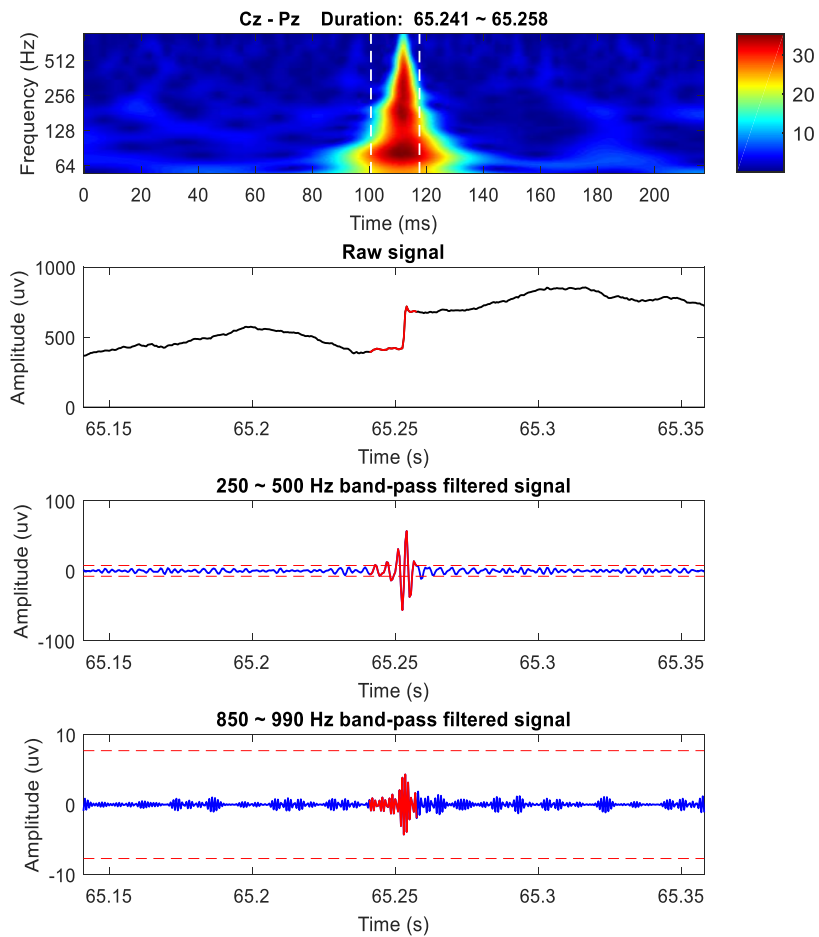 Cz - Pz Duration: 65.241 ~ 65.258
Frequency (Hz)
512
256
128
64
0 20 40 60 80 100 120 140 160 180 200
Time (ms)
30
20
10
Raw signal
Amplitude (uv)
1000
500
0
65.15 65.2 65.25 65.3 65.35
Time (s)
250 ~ 500 Hz band-pass filtered signal
Amplitude (uv)
100
0
-100
65.15 65.2 65.25 65.3 65.35
Time (s)
850 ~ 990 Hz band-pass filtered signal
Amplitude (uv)
10
0
-10
65.15 65.2 65.25 65.3 65.35
Time (s)